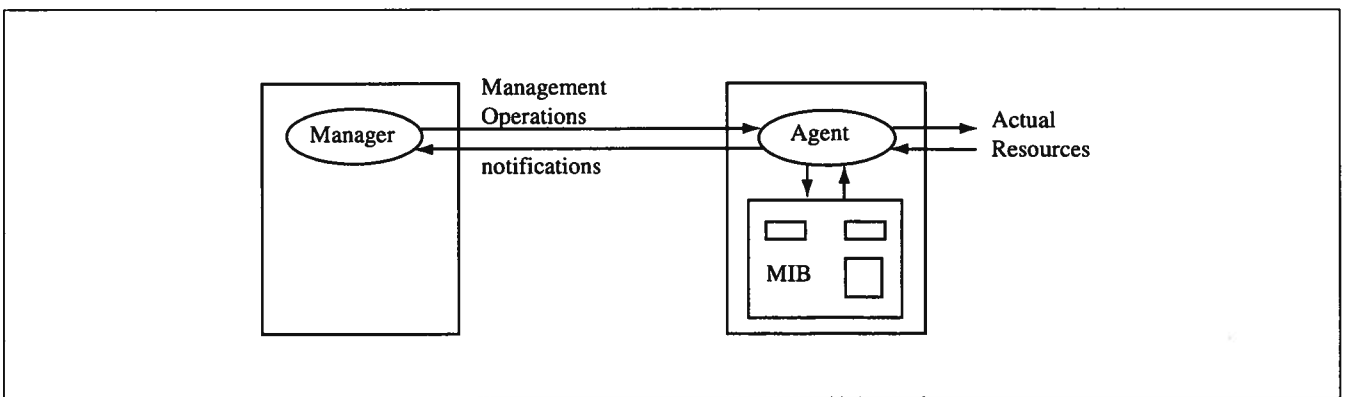 Management
Operations
Manager
Agent
Actual
Resources
notifications
MIB